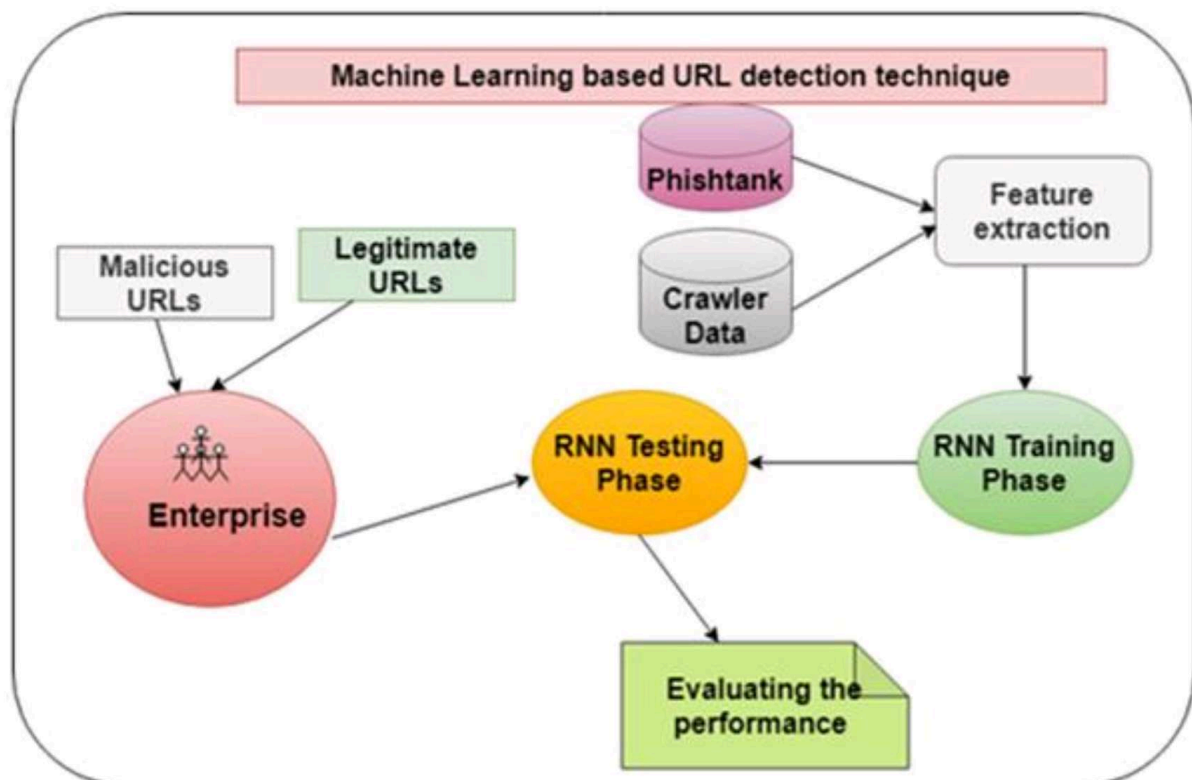 Machine Learning based URL detection technique
Phishtank
Feature
extraction
Legitimate
URLs
Malicious
URLs
Crawler
Data
RNN Testing
Phase
RNN Training
Phase
Enterprise
Evaluating the
performance